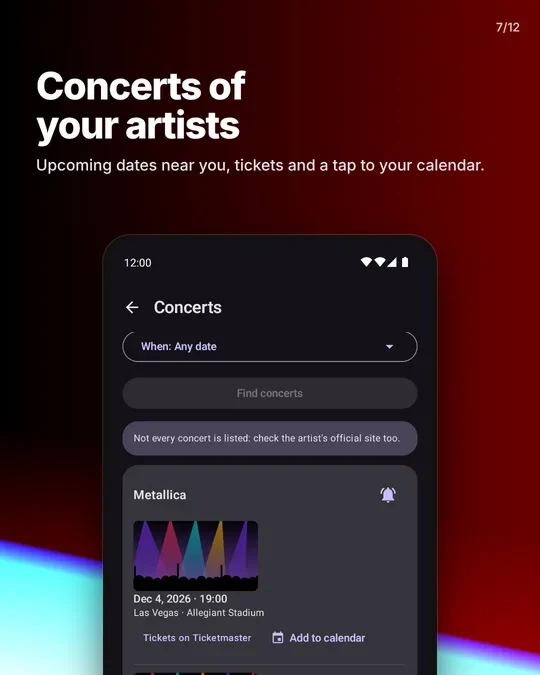 7/12
Concerts of
your artists
Upcoming dates near you, tickets and a tap to your calendar.
12:00
Concerts
When: Any date
Find concerts
Not every concert is listed: check the artist's official site too.
Metallica
Dec 4, 2026 · 19:00
Las Vegas · Allegiant Stadium
Tickets on Ticketmaster
Add to calendar